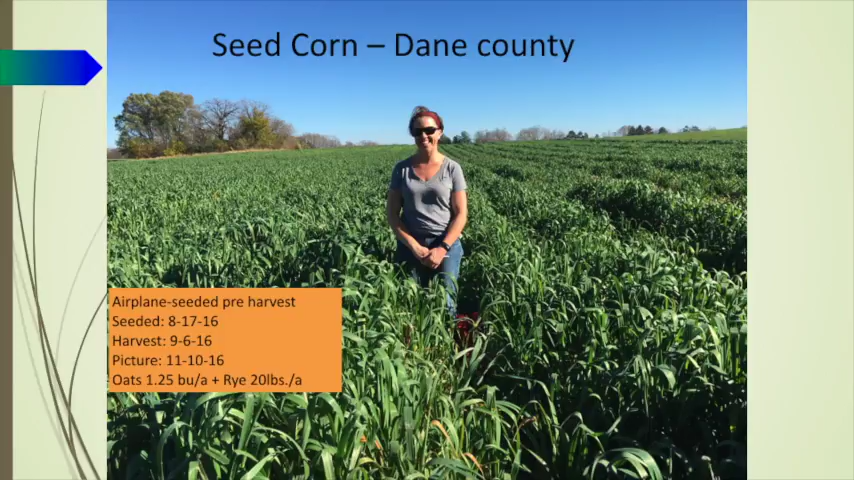 Seed Corn – Dane county
Airplane-seeded pre harvest
Seeded: 8-17-16
Harvest: 9-6-16
Picture: 11-10-16
Oats 1.25 bu/a + Rye 20lbs./a